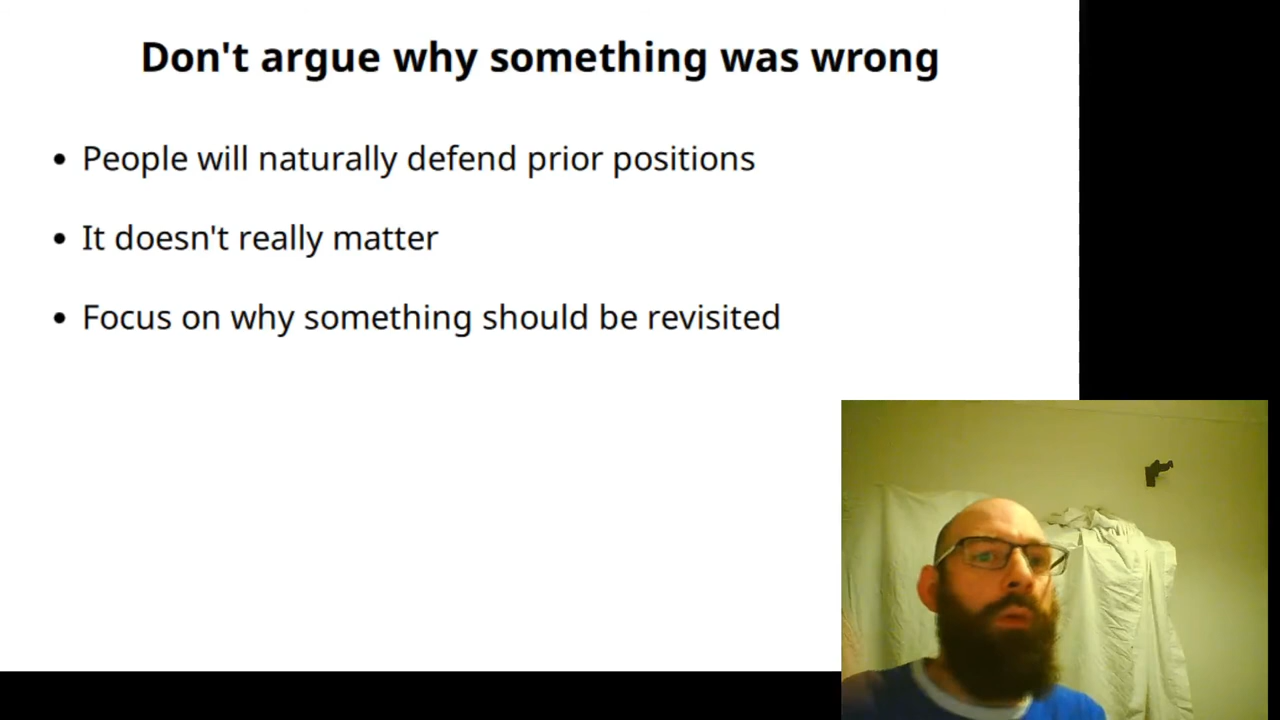 Don't argue why something was wrong
• People will naturally defend prior positions
• It doesn't really matter
• Focus on why something should be revisited